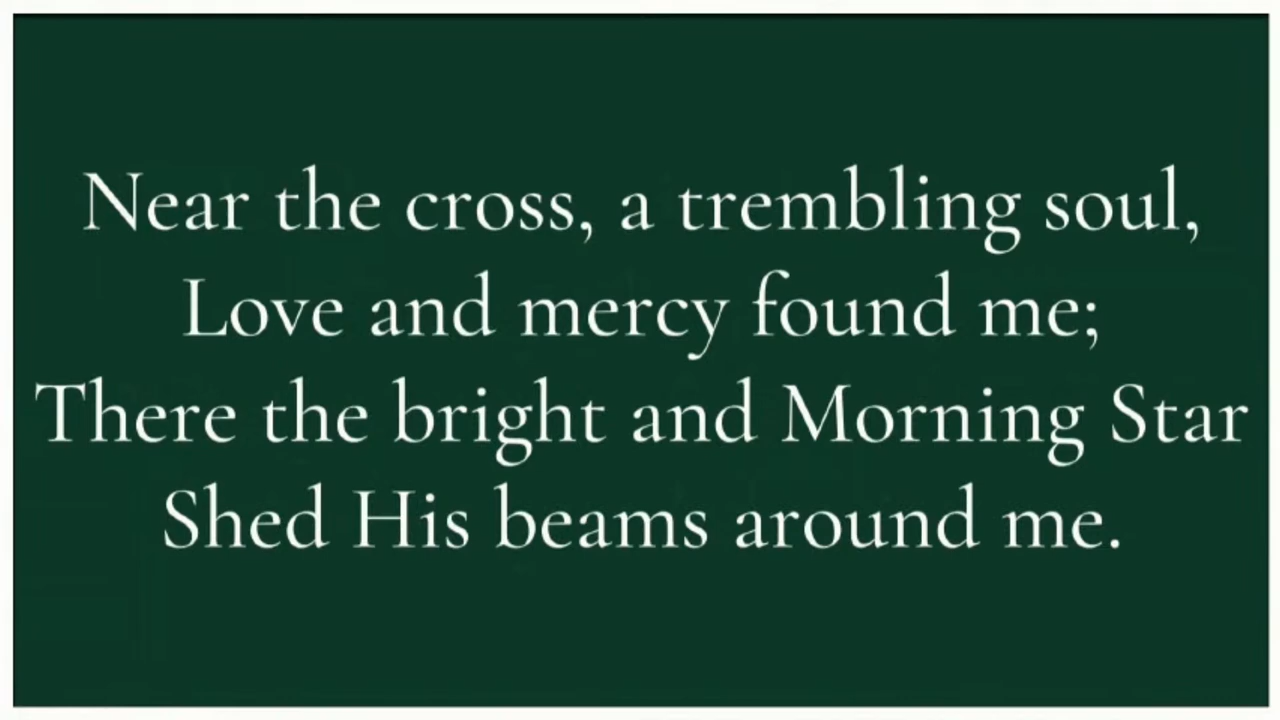 Near the cross, a trembling soul,
Love and mercy found me;
There the bright and Morning Star
Shed His beams around me.